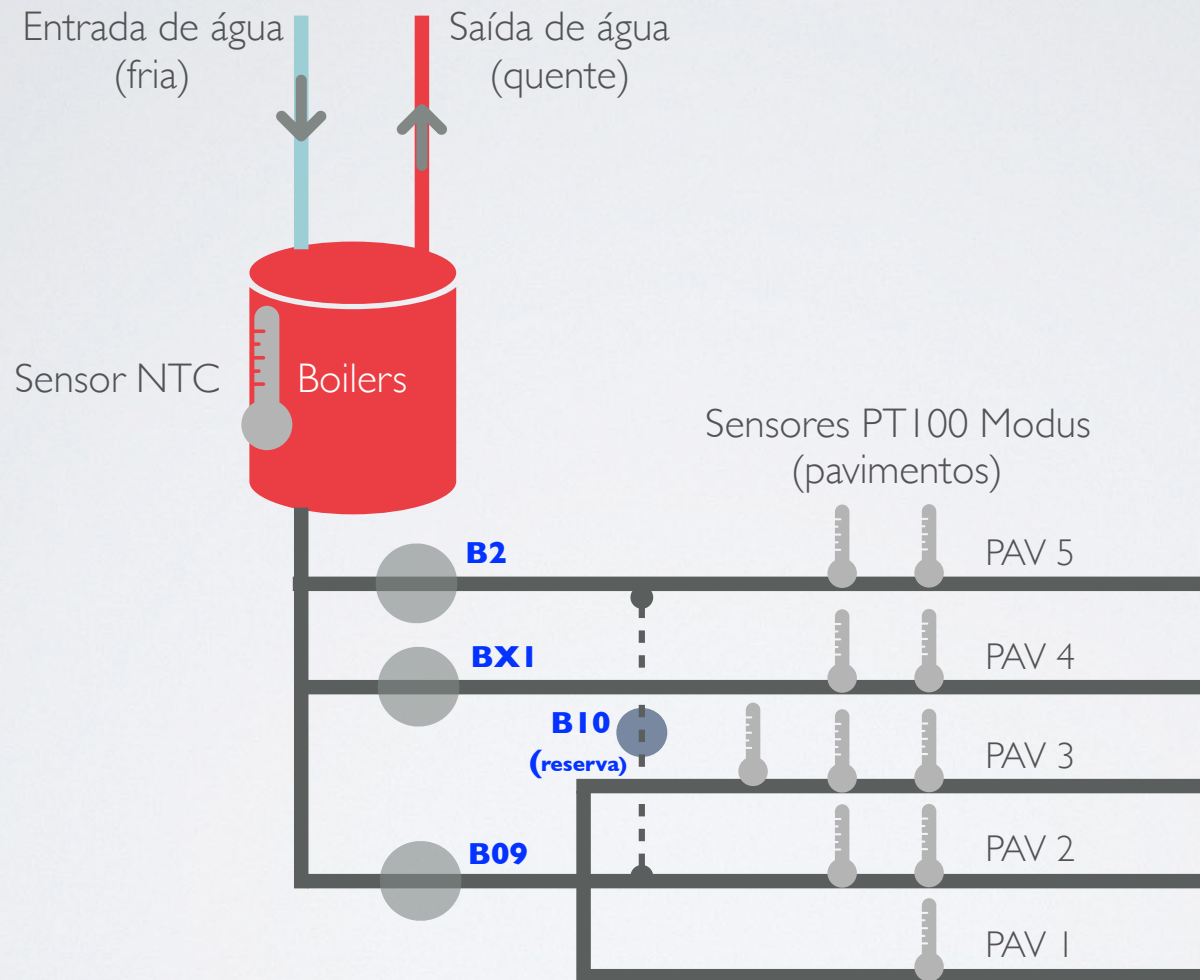 Entrada de água
(fria)
Saída de água
(quente)
Sensor NTC
Boilers
Sensores PT100 Modus
(pavimentos)
B2
PAV 5
BX1
PAV 4
B10
(reserva)
PAV 3
B09
PAV 2
PAV 1